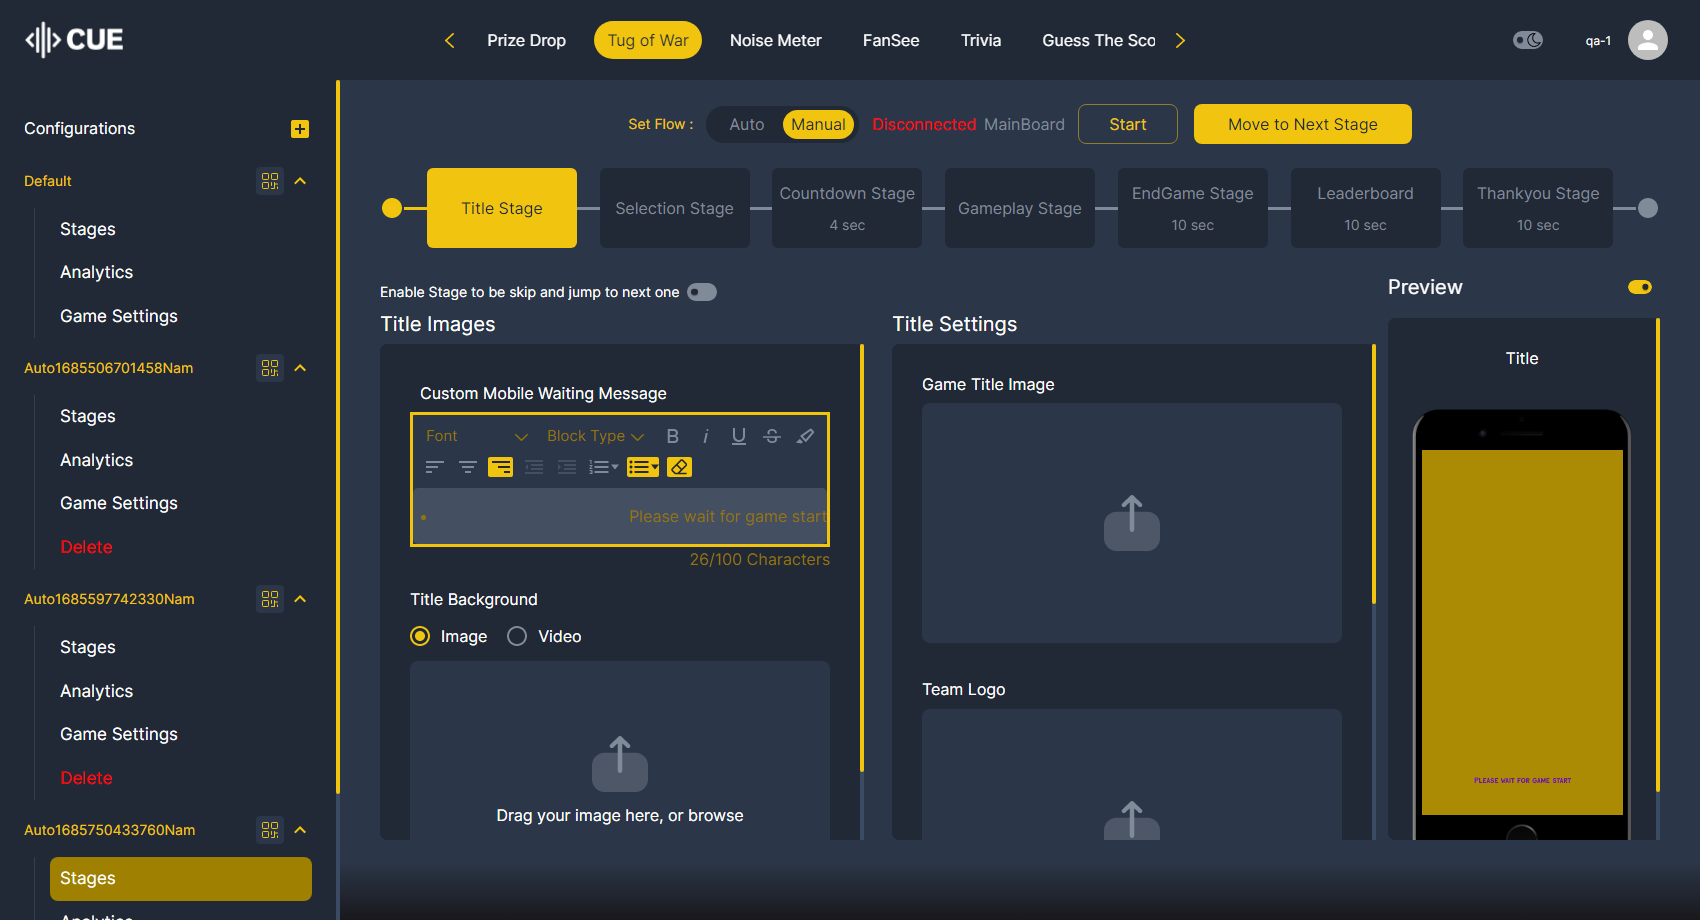 CUE
Prize Drop
Tug of War
Noise Meter
FanSee
Trivia
Guess The Sco
qa-1
Configurations
Default
Stages
Analytics
Game Settings
Auto1685506701458Nam
Stages
Analytics
Game Settings
Delete
Auto1685597742330Nam
Stages
Analytics
Game Settings
Delete
Auto1685750433760Nam
Stages
Analytics
Set Flow :
Auto
Manual
Disconnected MainBoard
Start
Move to Next Stage
Title Stage
Selection Stage
Countdown Stage
4 sec
Gameplay Stage
EndGame Stage
10 sec
Leaderboard
10 sec
Thankyou Stage
10 sec
Enable Stage to be skip and jump to next one
Title Images
Custom Mobile Waiting Message
Font
Block Type
B i U S
• Please wait for game start
26/100 Characters
Title Background
Image
Video
Drag your image here, or browse
Title Settings
Game Title Image
Team Logo
Preview
Title
Please wait for game start